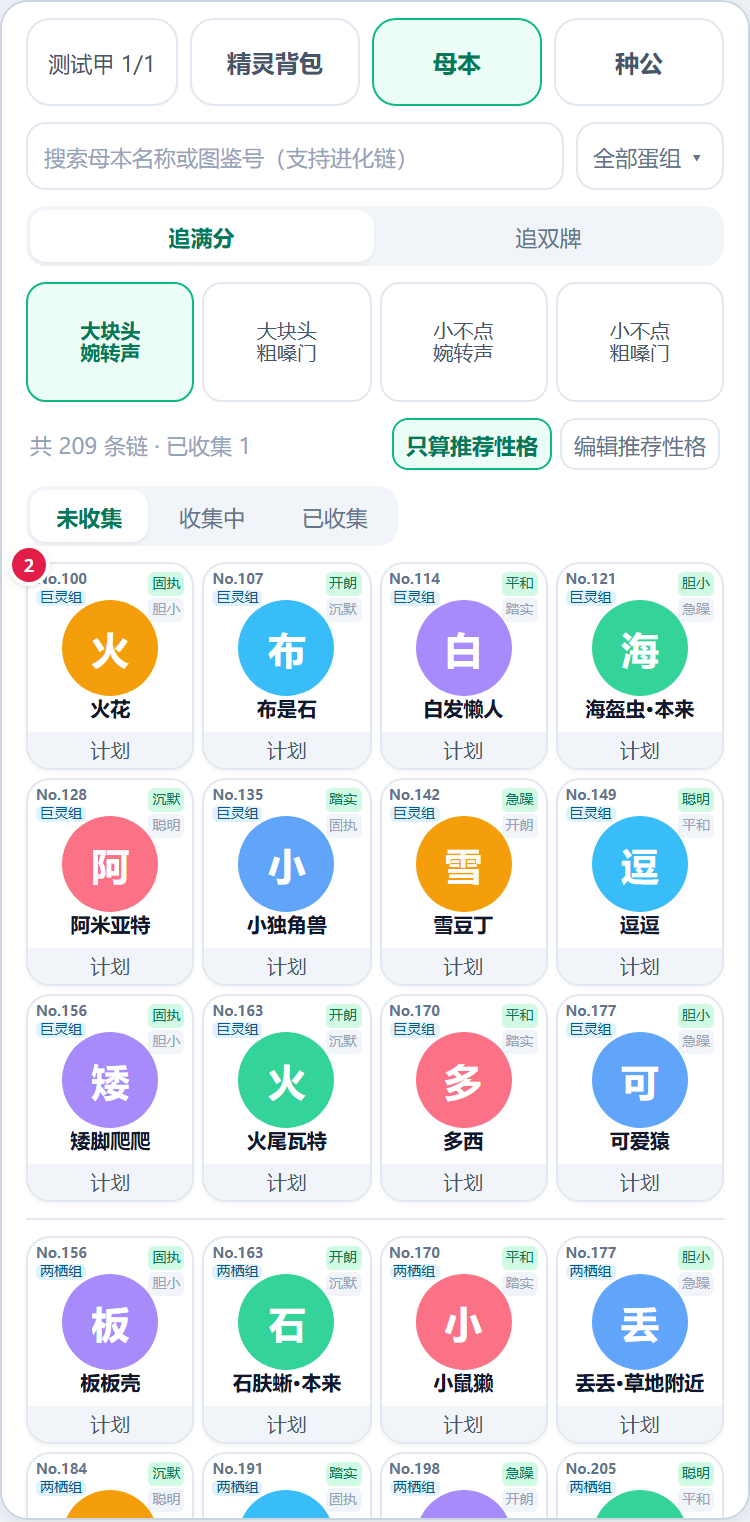 测试甲 1/1
精灵背包
母本
种公
搜索母本名称或图鉴号（支持进化链）
全部蛋组 ▼
追满分
追双牌
大块头
婉转声
大块头
粗嗓门
小不点
婉转声
小不点
粗嗓门
共 209 条链 · 已收集 1
只算推荐性格
编辑推荐性格
未收集
收集中
已收集
2
No.100
固执
巨灵组
胆小
火
火花
计划
No.107
开朗
巨灵组
沉默
布
布是石
计划
No.114
平和
巨灵组
踏实
白
白发懒人
计划
No.121
胆小
巨灵组
急躁
海
海盔虫·本来
计划
No.128
沉默
巨灵组
聪明
阿
阿米亚特
计划
No.135
踏实
巨灵组
固执
小
小独角兽
计划
No.142
急躁
巨灵组
开朗
雪
雪豆丁
计划
No.149
聪明
巨灵组
平和
逗
逗逗
计划
No.156
固执
巨灵组
胆小
矮
矮脚爬爬
计划
No.163
开朗
巨灵组
沉默
火
火尾瓦特
计划
No.170
平和
巨灵组
踏实
多
多西
计划
No.177
胆小
巨灵组
急躁
可
可爱猿
计划
No.156
固执
两栖组
胆小
板
板板壳
计划
No.163
开朗
两栖组
沉默
石
石肤蜥·本来
计划
No.170
平和
两栖组
踏实
小
小鼠獭
计划
No.177
胆小
两栖组
急躁
丢
丢丢·草地附近
计划
No.184
沉默
两栖组
聪明
No.191
踏实
两栖组
固执
No.198
急躁
两栖组
开朗
No.205
聪明
两栖组
平和